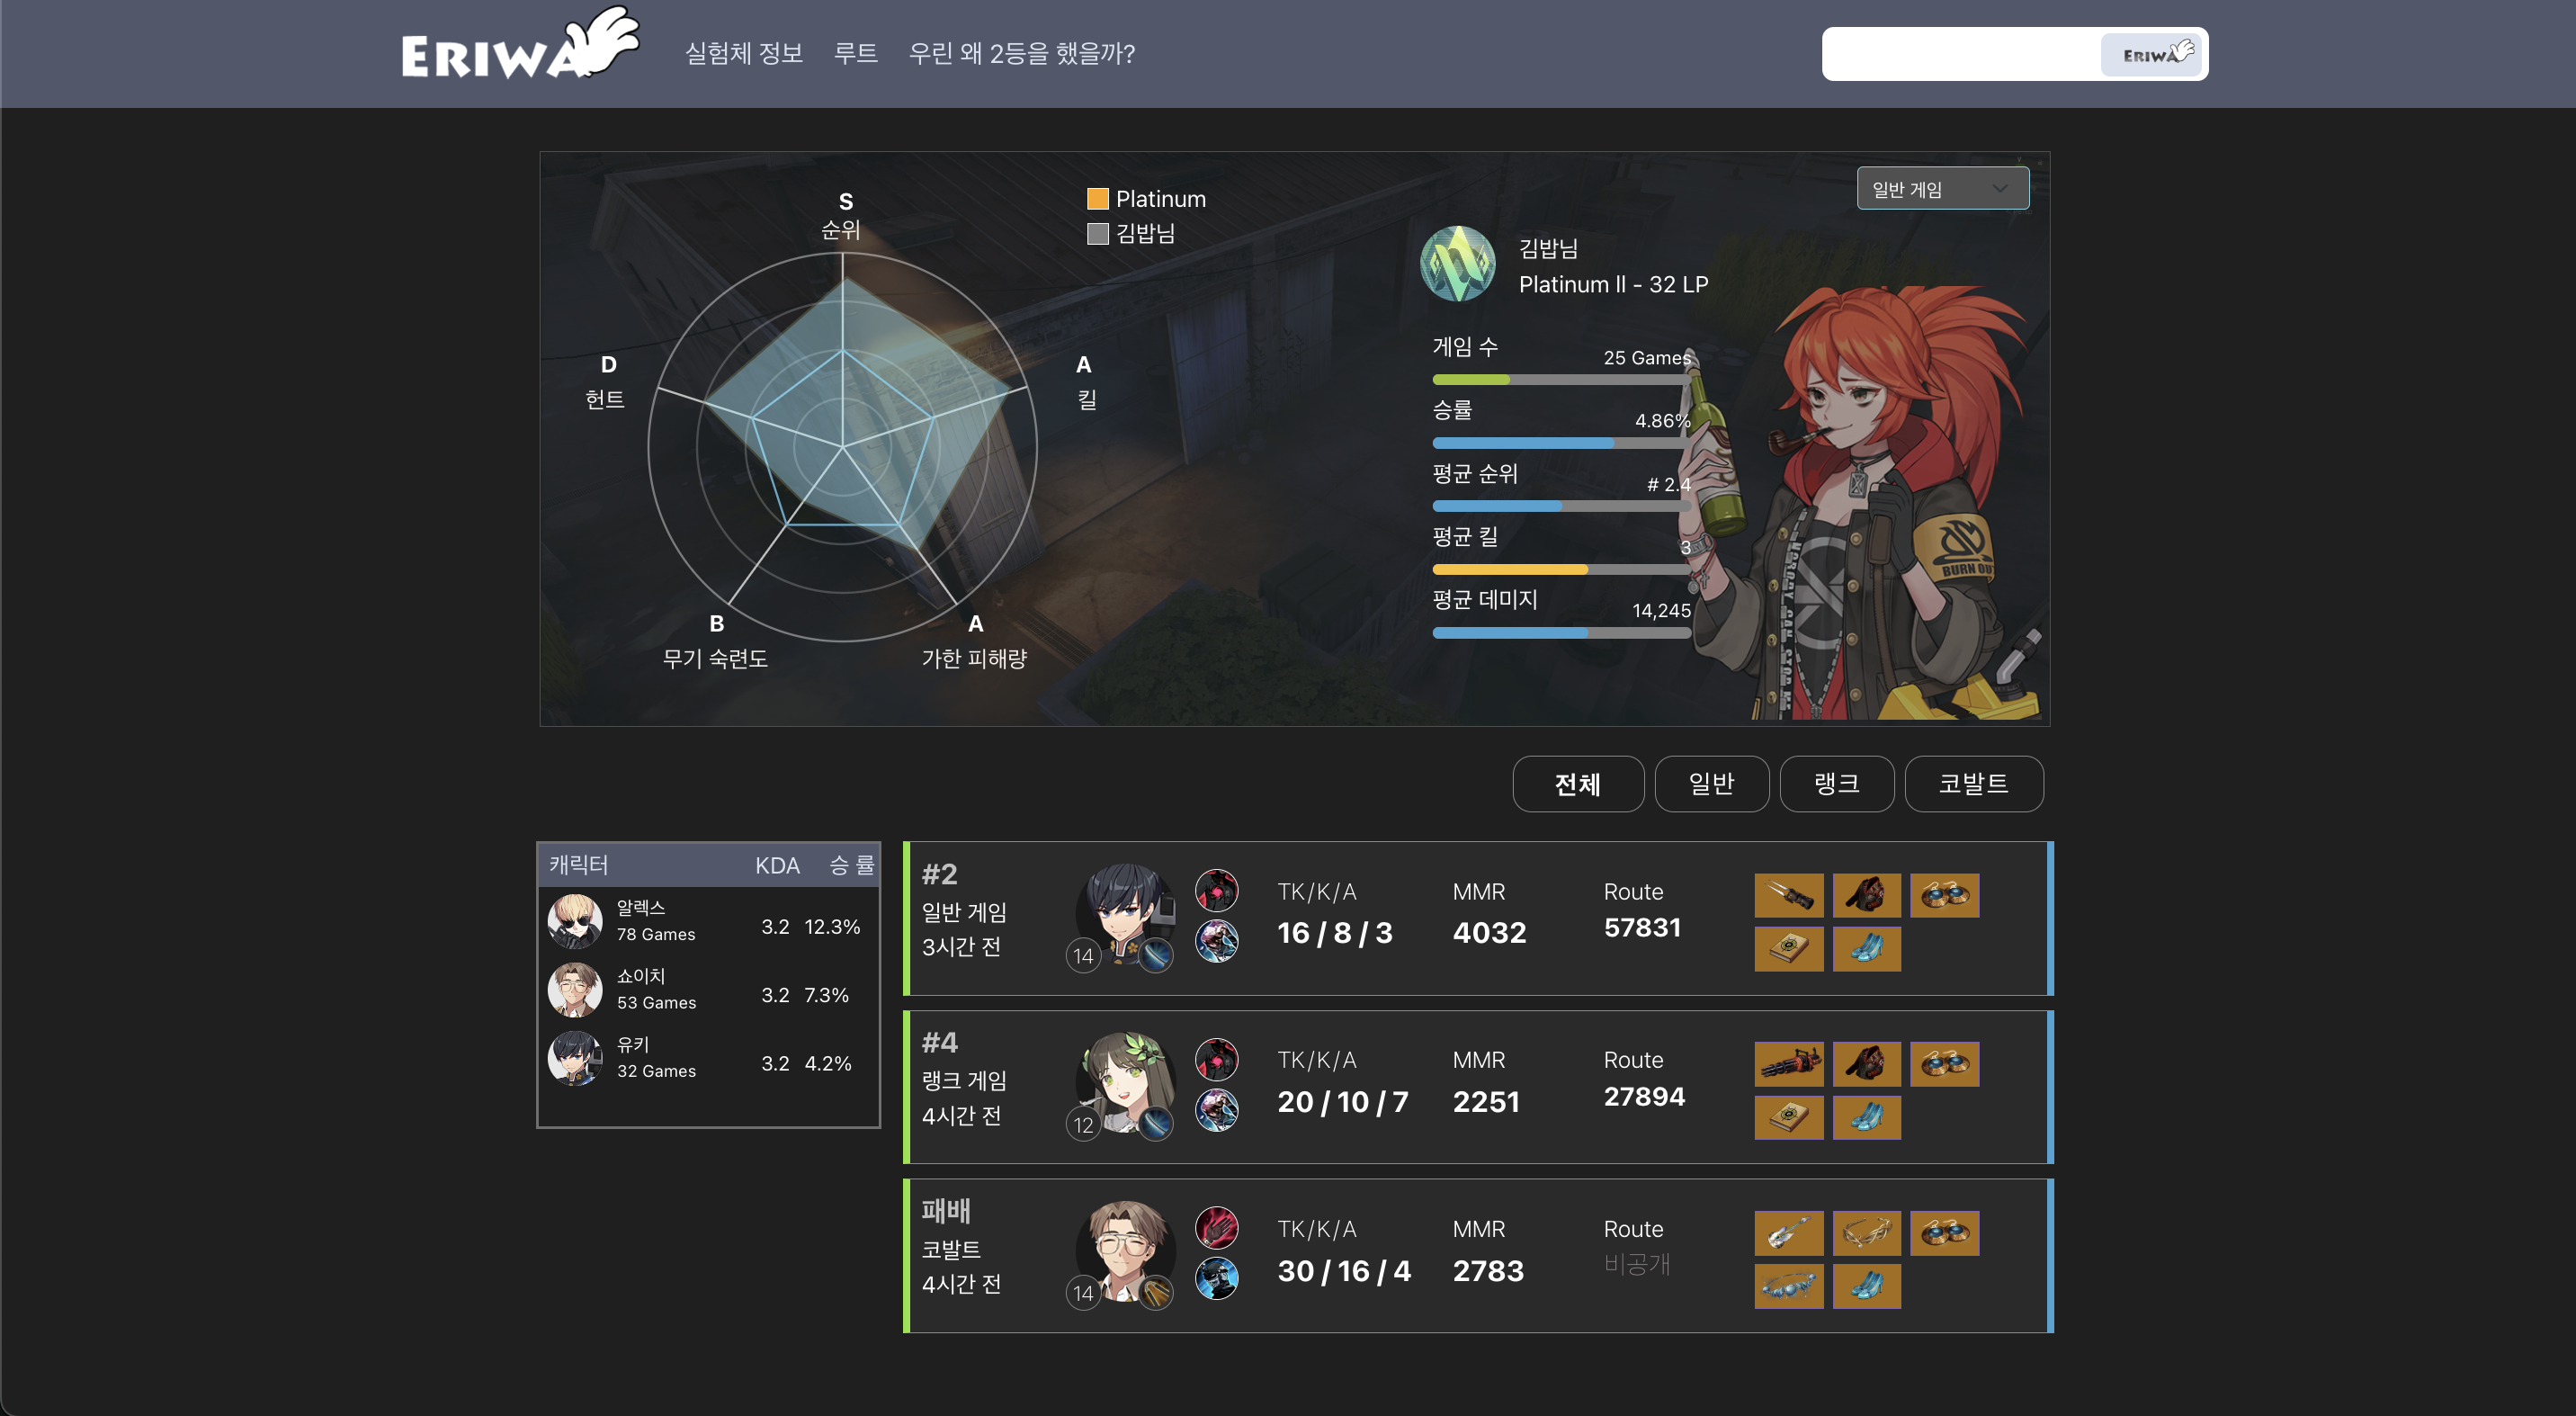 ERIWA
실험체 정보 루트 우린 왜 2등을 했을까?
ERIWA
일반 게임
Platinum
김밥님
S
순위
D
헌트
A
킬
B
무기 숙련도
A
가한 피해량
김밥님
Platinum ll - 32 LP
게임 수
25 Games
승률
4.86%
평균 순위
# 2.4
평균 킬
3
평균 데미지
14,245
BURN OUT
전체 일반 랭크 코발트
캐릭터 KDA 승 률
알렉스
78 Games
3.2 12.3%
쇼이치
53 Games
3.2 7.3%
유키
32 Games
3.2 4.2%
#2
일반 게임
3시간 전
14
TK/K/A
16 / 8 / 3
MMR
4032
Route
57831
#4
랭크 게임
4시간 전
12
TK/K/A
20 / 10 / 7
MMR
2251
Route
27894
패배
코발트
4시간 전
14
TK/K/A
30 / 16 / 4
MMR
2783
Route
비공개